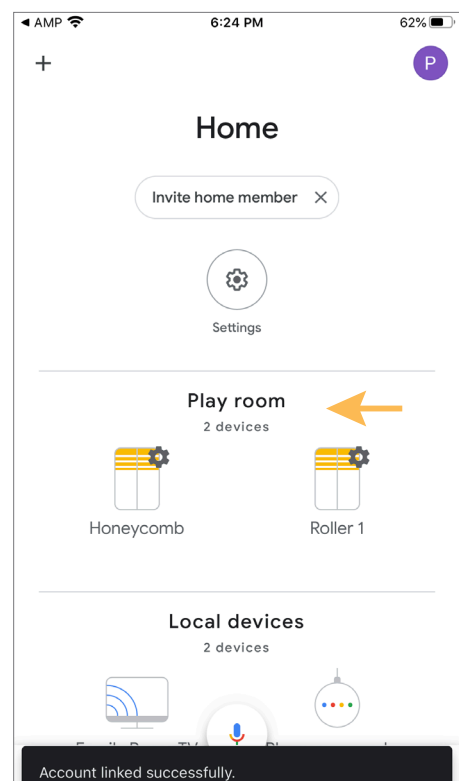 ◀ AMP 6:24 PM 62%
+ P
Home
Invite home member ×
Settings
Play room
2 devices
Honeycomb Roller 1
Local devices
2 devices
Account linked successfully.